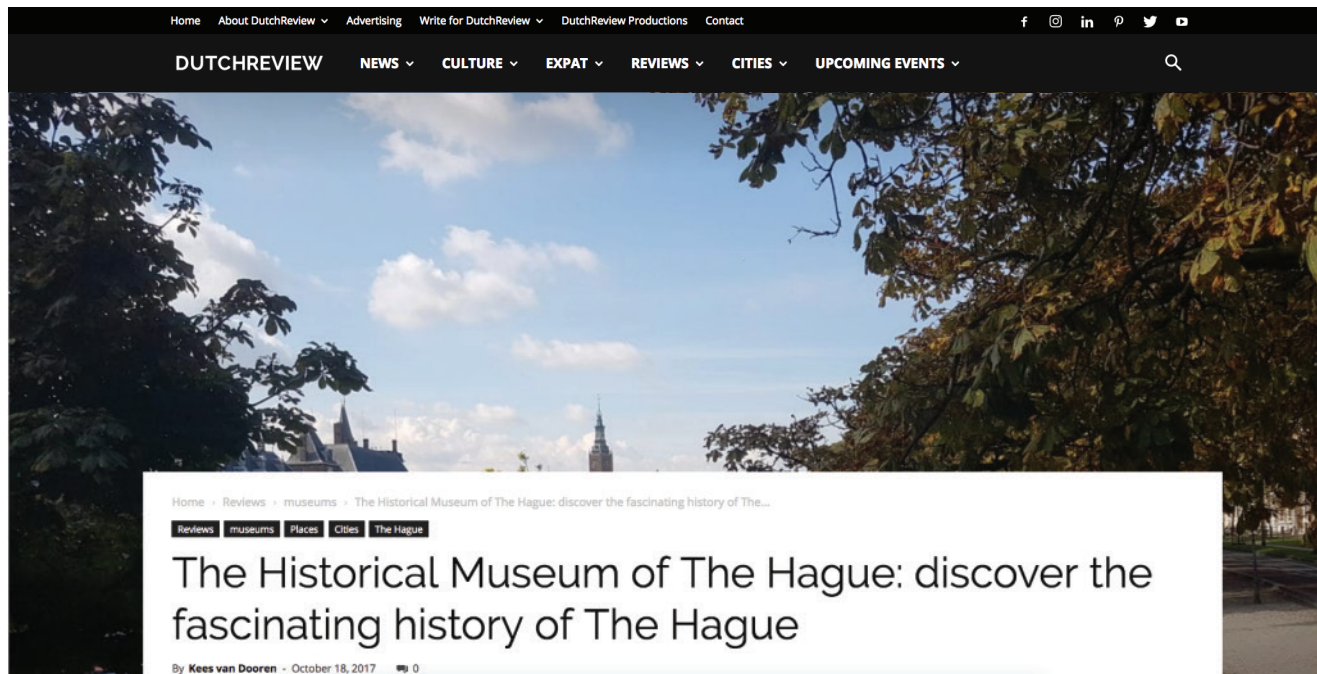 Home About DutchReview Advertising Write for DutchReview DutchReview Productions Contact
DUTCHREVIEW NEWS CULTURE EXPAT REVIEWS CITIES UPCOMING EVENTS
Home › Reviews › museums › The Historical Museum of The Hague: discover the fascinating history of The...
Reviews museums Places Cities The Hague
The Historical Museum of The Hague: discover the
fascinating history of The Hague
By Kees van Dooren - October 18, 2017 0